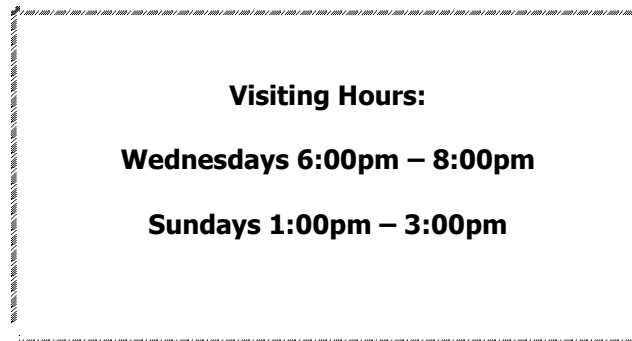 Visiting Hours:
Wednesdays 6:00pm – 8:00pm
Sundays 1:00pm – 3:00pm